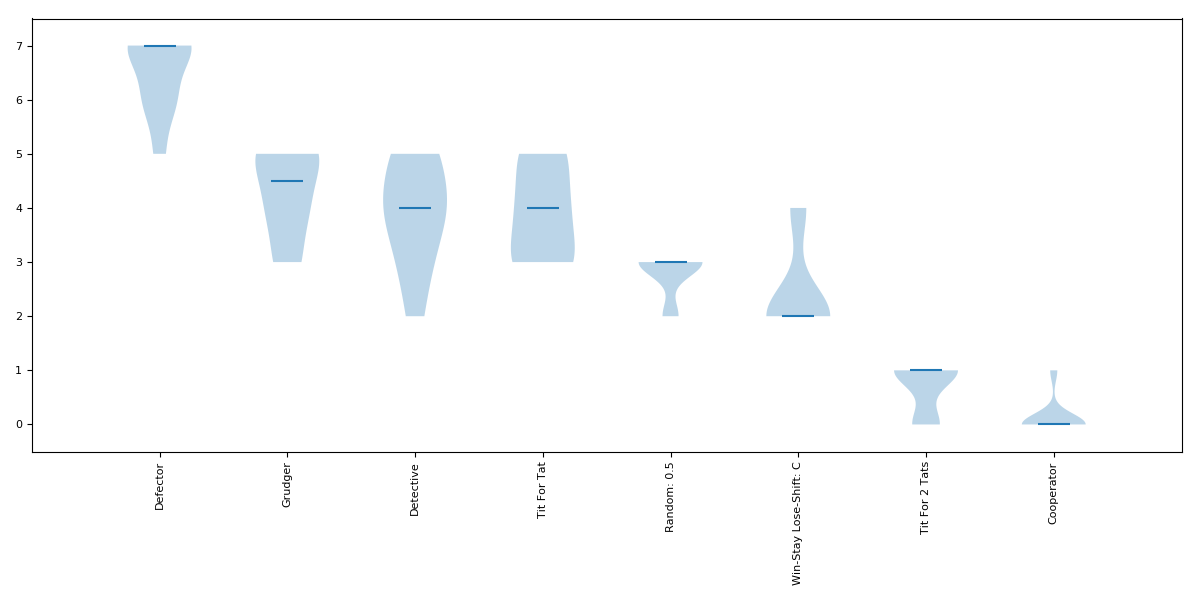 7
6
5
4
3
2
1
0
Defector
Grudger
Detective
Tit For Tat
Random: 0.5
Win-Stay Lose-Shift: C
Tit For 2 Tats
Cooperator